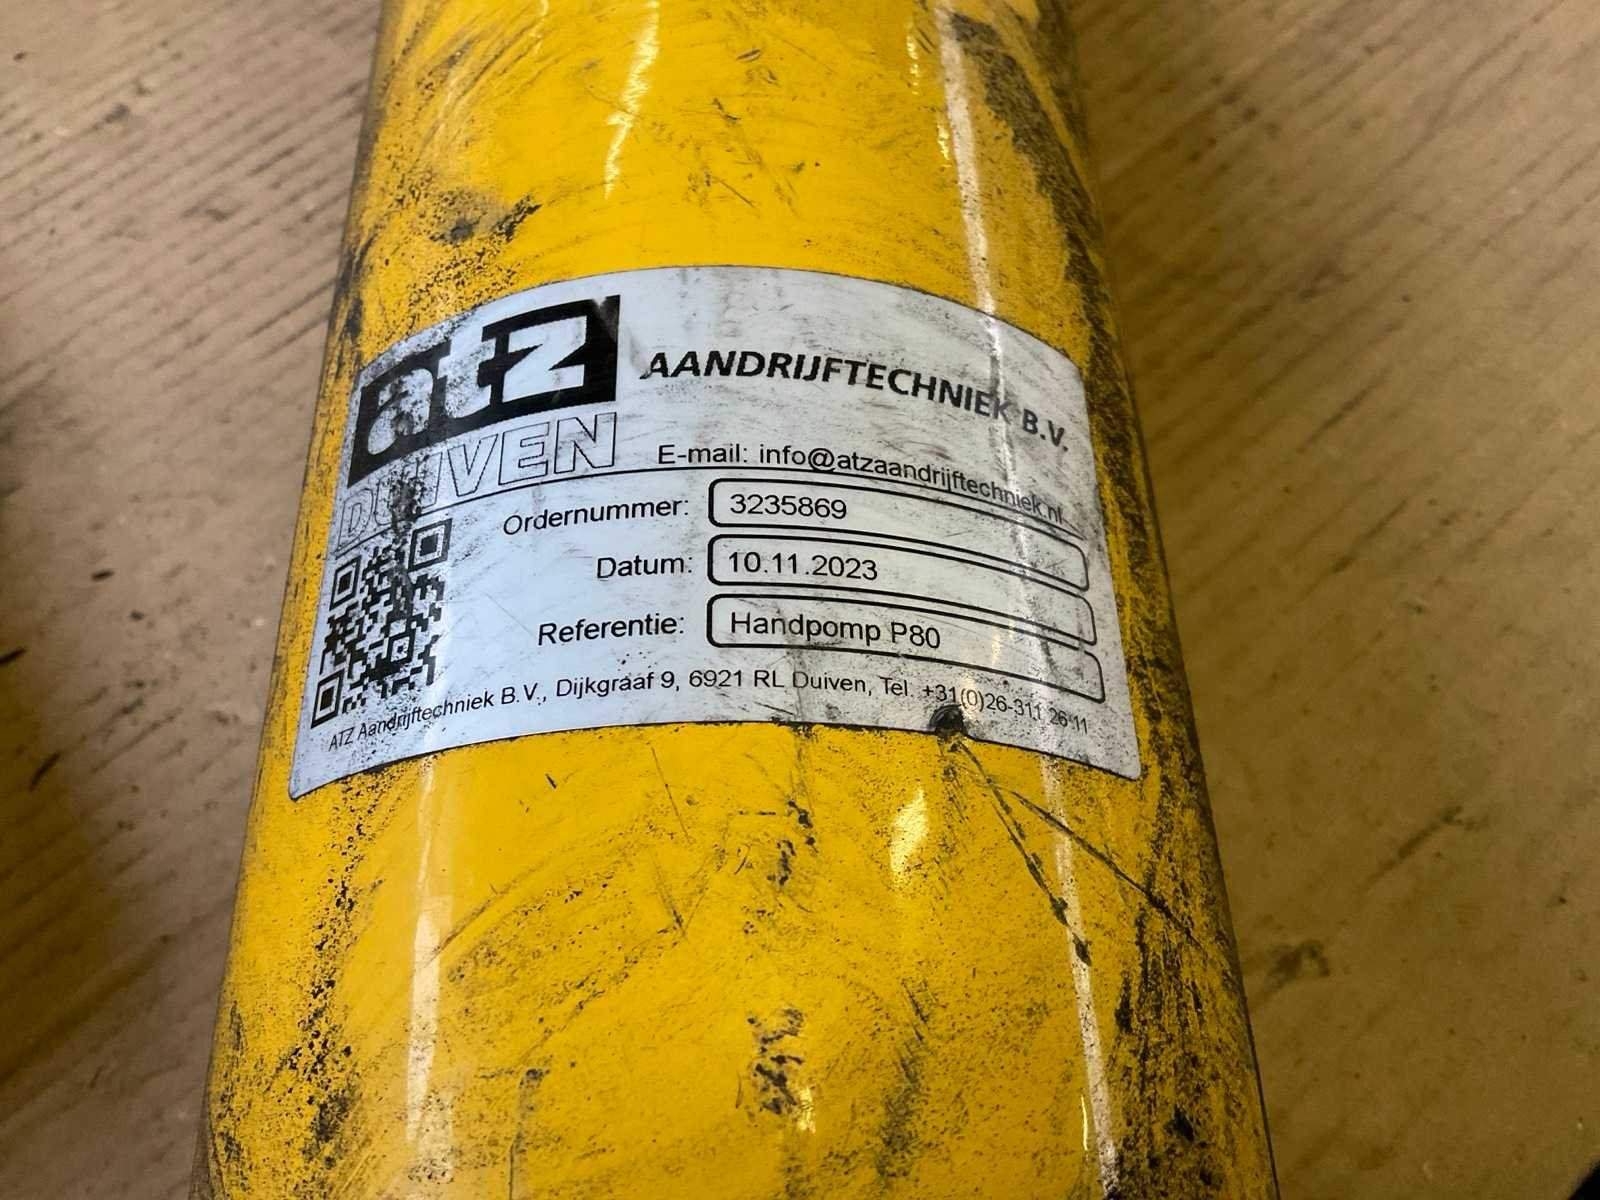 atz
AANDRIJFTECHNIEK B.V.
DUIVEN
E-mail: info@atzaandrijftechniek.nl
Ordernummer: 3235869
Datum: 10.11.2023
Referentie: Handpomp P80
ATZ Aandrijftechniek B.V., Dijkgraaf 9, 6921 RL Duiven, Tel. +31(0)26-311 26 11